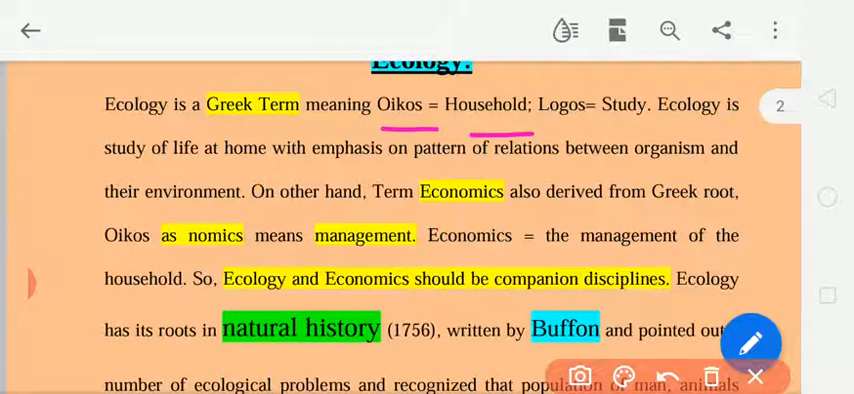 Ecology:
Ecology is a Greek Term meaning Oikos = Household; Logos= Study. Ecology is
2
study of life at home with emphasis on pattern of relations between organism and
their environment. On other hand, Term Economics also derived from Greek root,
Oikos as nomics means management. Economics = the management of the
household. So, Ecology and Economics should be companion disciplines. Ecology
has its roots in natural history (1756), written by Buffon and pointed out
number of ecological problems and recognized that population of man, animals